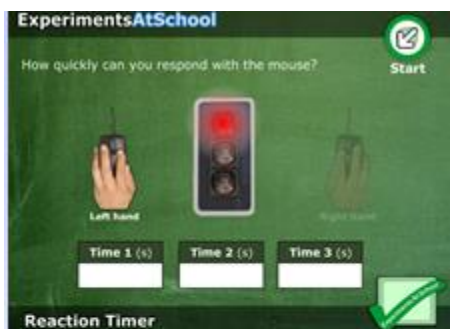 ExperimentsAtSchool
Start
How quickly can you respond with the mouse?
Left hand
Right hand
Time 1 (s)
Time 2 (s)
Time 3 (s)
Reaction Timer
ExperimentsAtSchool